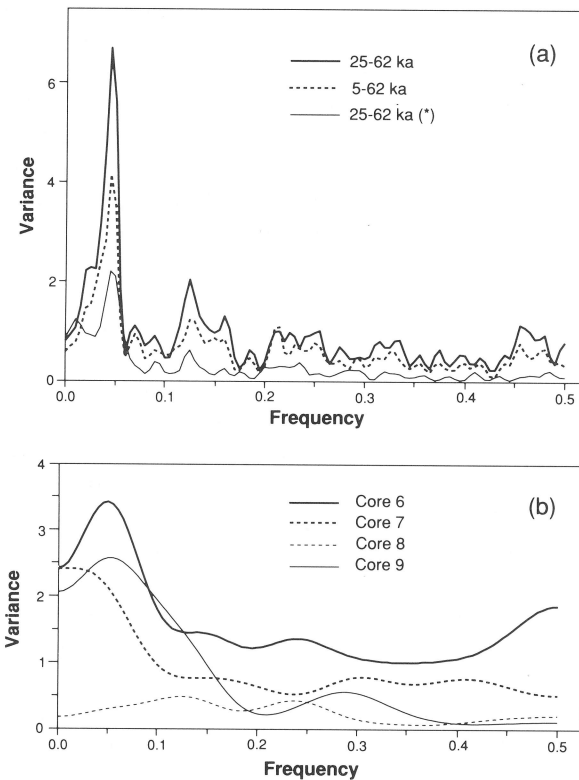 (a)
25-62 ka
5-62 ka
25-62 ka (*)
Variance
6
4
2
0
0.0 0.1 0.2 0.3 0.4 0.5
Frequency
(b)
Core 6
Core 7
Core 8
Core 9
Variance
4
3
2
1
0
0.0 0.1 0.2 0.3 0.4 0.5
Frequency